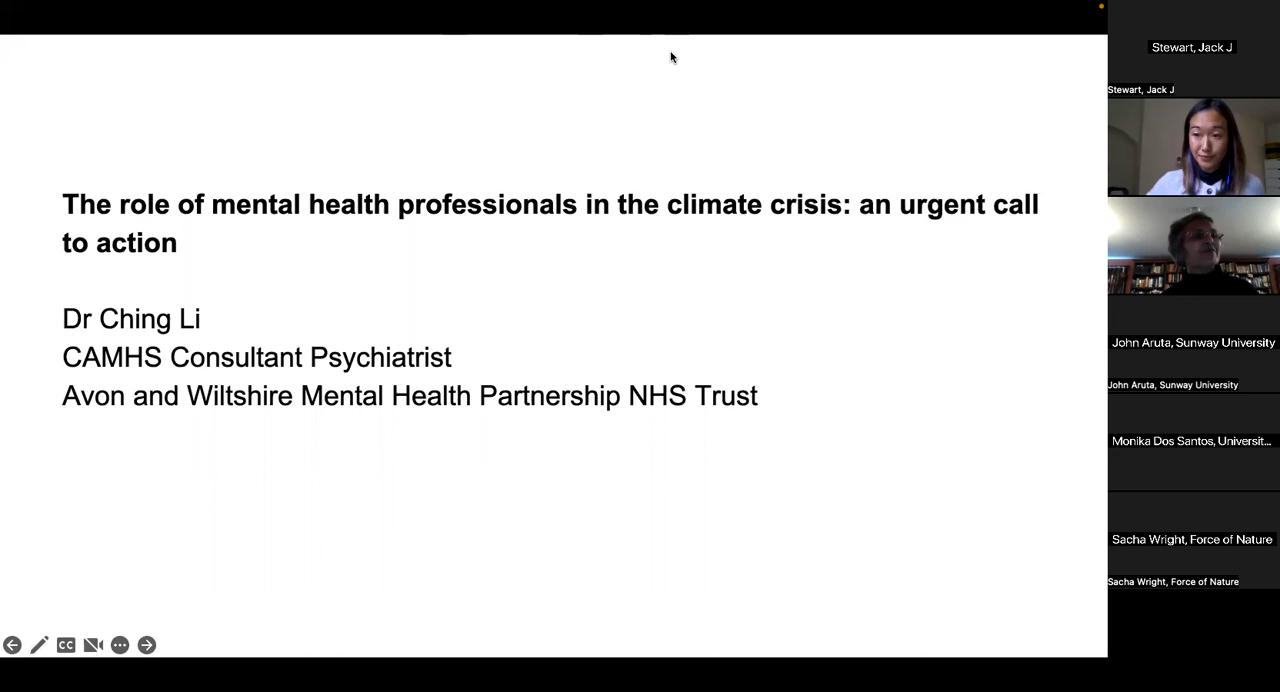 The role of mental health professionals in the climate crisis: an urgent call
to action
Dr Ching Li
CAMHS Consultant Psychiatrist
Avon and Wiltshire Mental Health Partnership NHS Trust
CC
Stewart, Jack J
Stewart, Jack J
John Aruta, Sunway University
John Aruta, Sunway University
Monika Dos Santos, Universit...
Sacha Wright, Force of Nature
Sacha Wright, Force of Nature